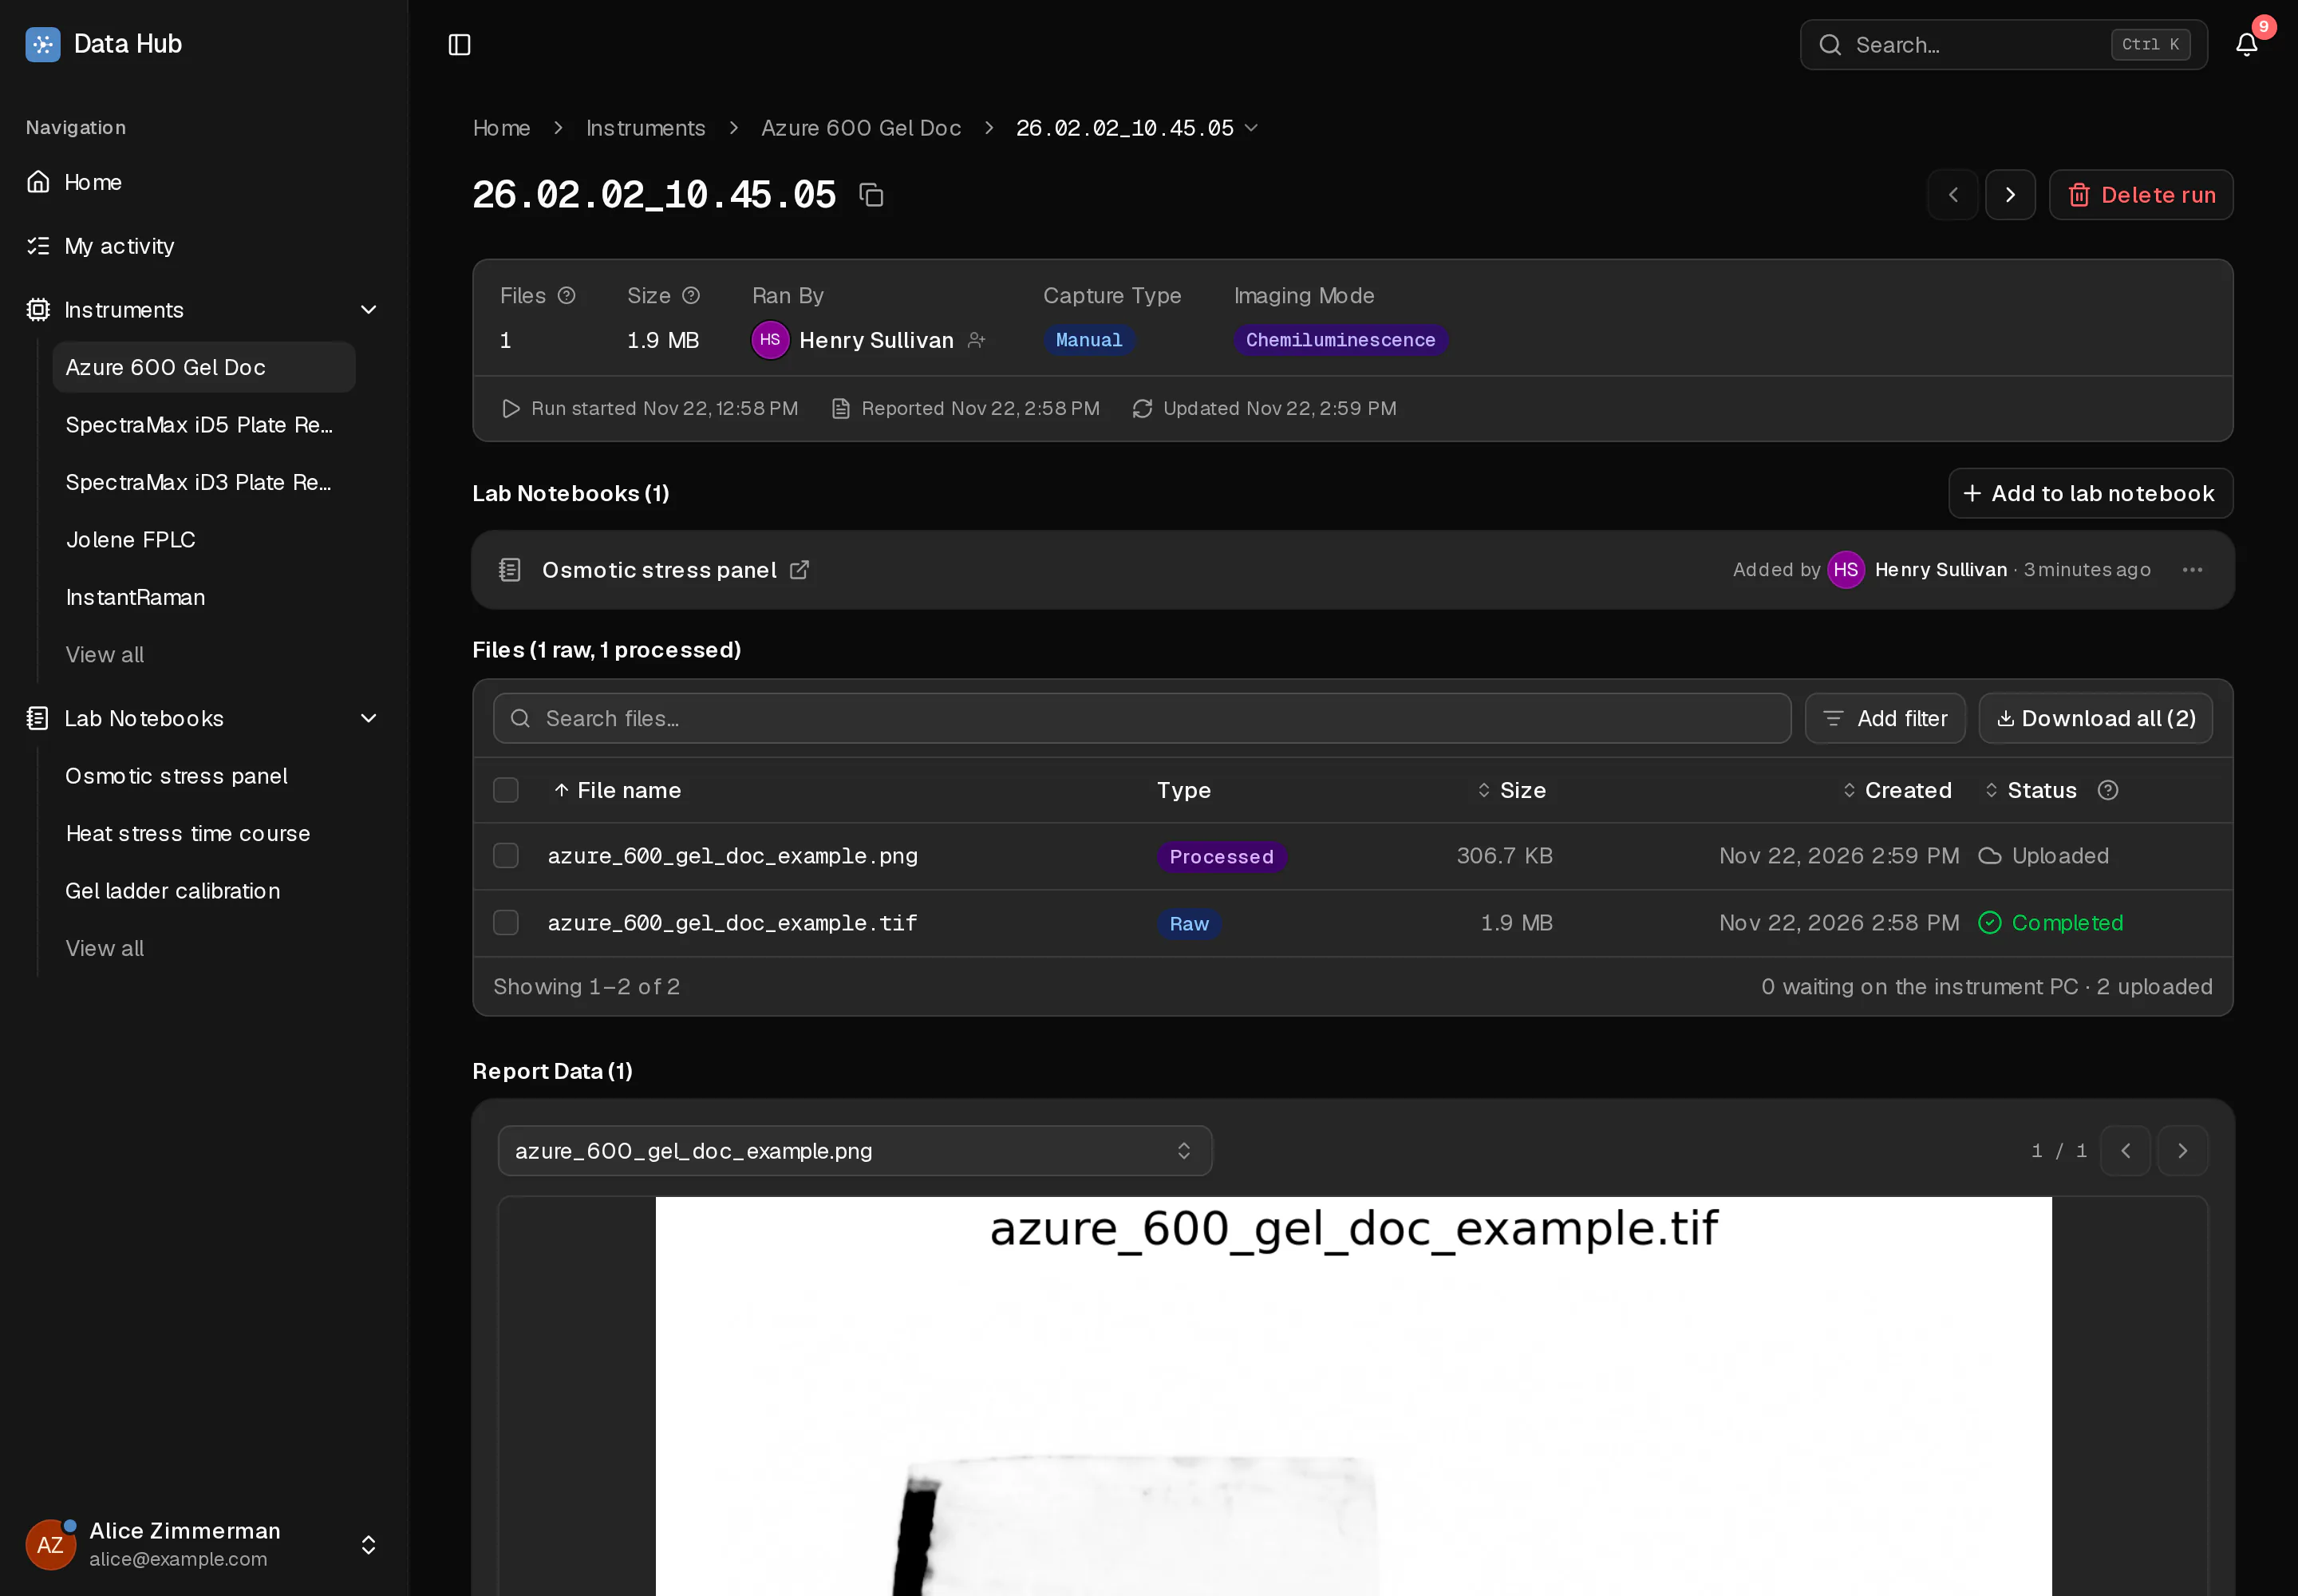 Data Hub
Search...
Ctrl K
9
Navigation
Home
My activity
Instruments
Azure 600 Gel Doc
SpectraMax iD5 Plate Re...
SpectraMax iD3 Plate Re...
Jolene FPLC
InstantRaman
View all
Lab Notebooks
Osmotic stress panel
Heat stress time course
Gel ladder calibration
View all
AZ
Alice Zimmerman
alice@example.com
Home
Instruments
Azure 600 Gel Doc
26.02.02_10.45.05
26.02.02_10.45.05
Delete run
Files Size Ran By Capture Type Imaging Mode
1 1.9 MB HS Henry Sullivan Manual Chemiluminescence
Run started Nov 22, 12:58 PM Reported Nov 22, 2:58 PM Updated Nov 22, 2:59 PM
Lab Notebooks (1)
Add to lab notebook
Osmotic stress panel
Added by HS Henry Sullivan · 3 minutes ago
Files (1 raw, 1 processed)
Search files...
Add filter
Download all (2)
File name Type Size Created Status
azure_600_gel_doc_example.png Processed 306.7 KB Nov 22, 2026 2:59 PM Uploaded
azure_600_gel_doc_example.tif Raw 1.9 MB Nov 22, 2026 2:58 PM Completed
Showing 1–2 of 2
0 waiting on the instrument PC · 2 uploaded
Report Data (1)
azure_600_gel_doc_example.png
1 / 1
azure_600_gel_doc_example.tif